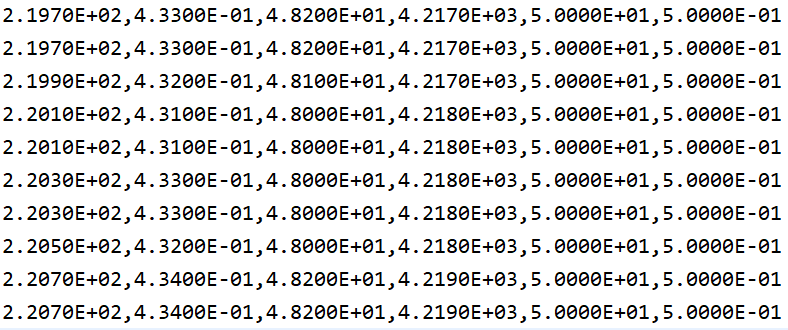 2.1970E+02,4.3300E-01,4.8200E+01,4.2170E+03,5.0000E+01,5.0000E-01
2.1970E+02,4.3300E-01,4.8200E+01,4.2170E+03,5.0000E+01,5.0000E-01
2.1990E+02,4.3200E-01,4.8100E+01,4.2170E+03,5.0000E+01,5.0000E-01
2.2010E+02,4.3100E-01,4.8000E+01,4.2180E+03,5.0000E+01,5.0000E-01
2.2010E+02,4.3100E-01,4.8000E+01,4.2180E+03,5.0000E+01,5.0000E-01
2.2030E+02,4.3300E-01,4.8000E+01,4.2180E+03,5.0000E+01,5.0000E-01
2.2030E+02,4.3300E-01,4.8000E+01,4.2180E+03,5.0000E+01,5.0000E-01
2.2050E+02,4.3200E-01,4.8000E+01,4.2180E+03,5.0000E+01,5.0000E-01
2.2070E+02,4.3400E-01,4.8200E+01,4.2190E+03,5.0000E+01,5.0000E-01
2.2070E+02,4.3400E-01,4.8200E+01,4.2190E+03,5.0000E+01,5.0000E-01